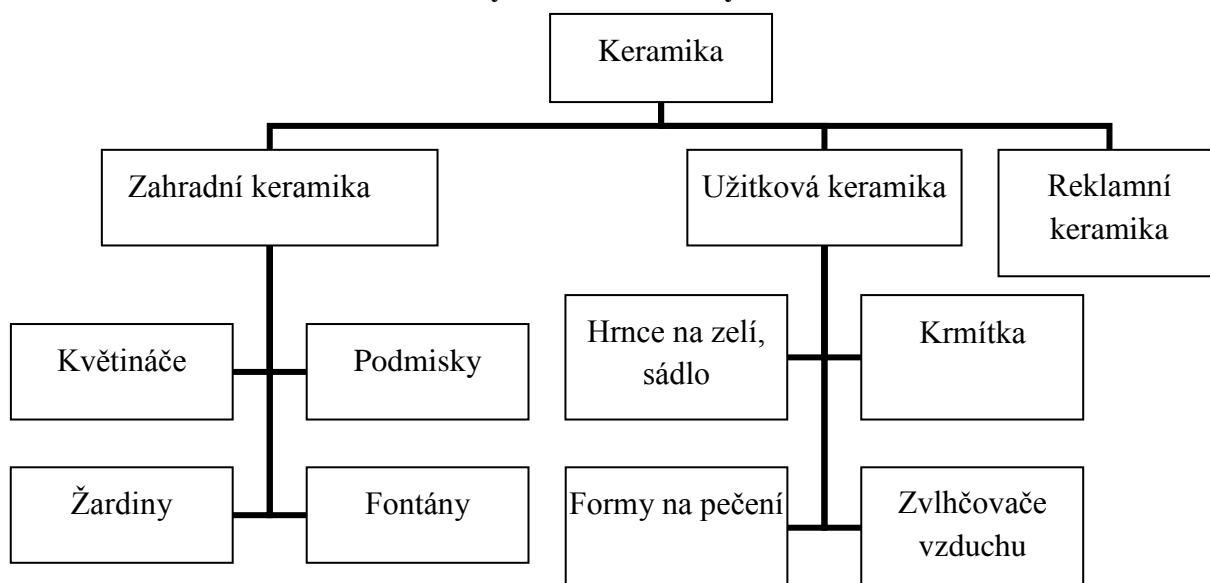 Keramika
Zahradní keramika
Užitková keramika
Reklamní
keramika
Květináče
Podmisky
Hrnce na zelí,
sádlo
Krmítka
Žardiny
Fontány
Formy na pečení
Zvlhčovače
vzduchu